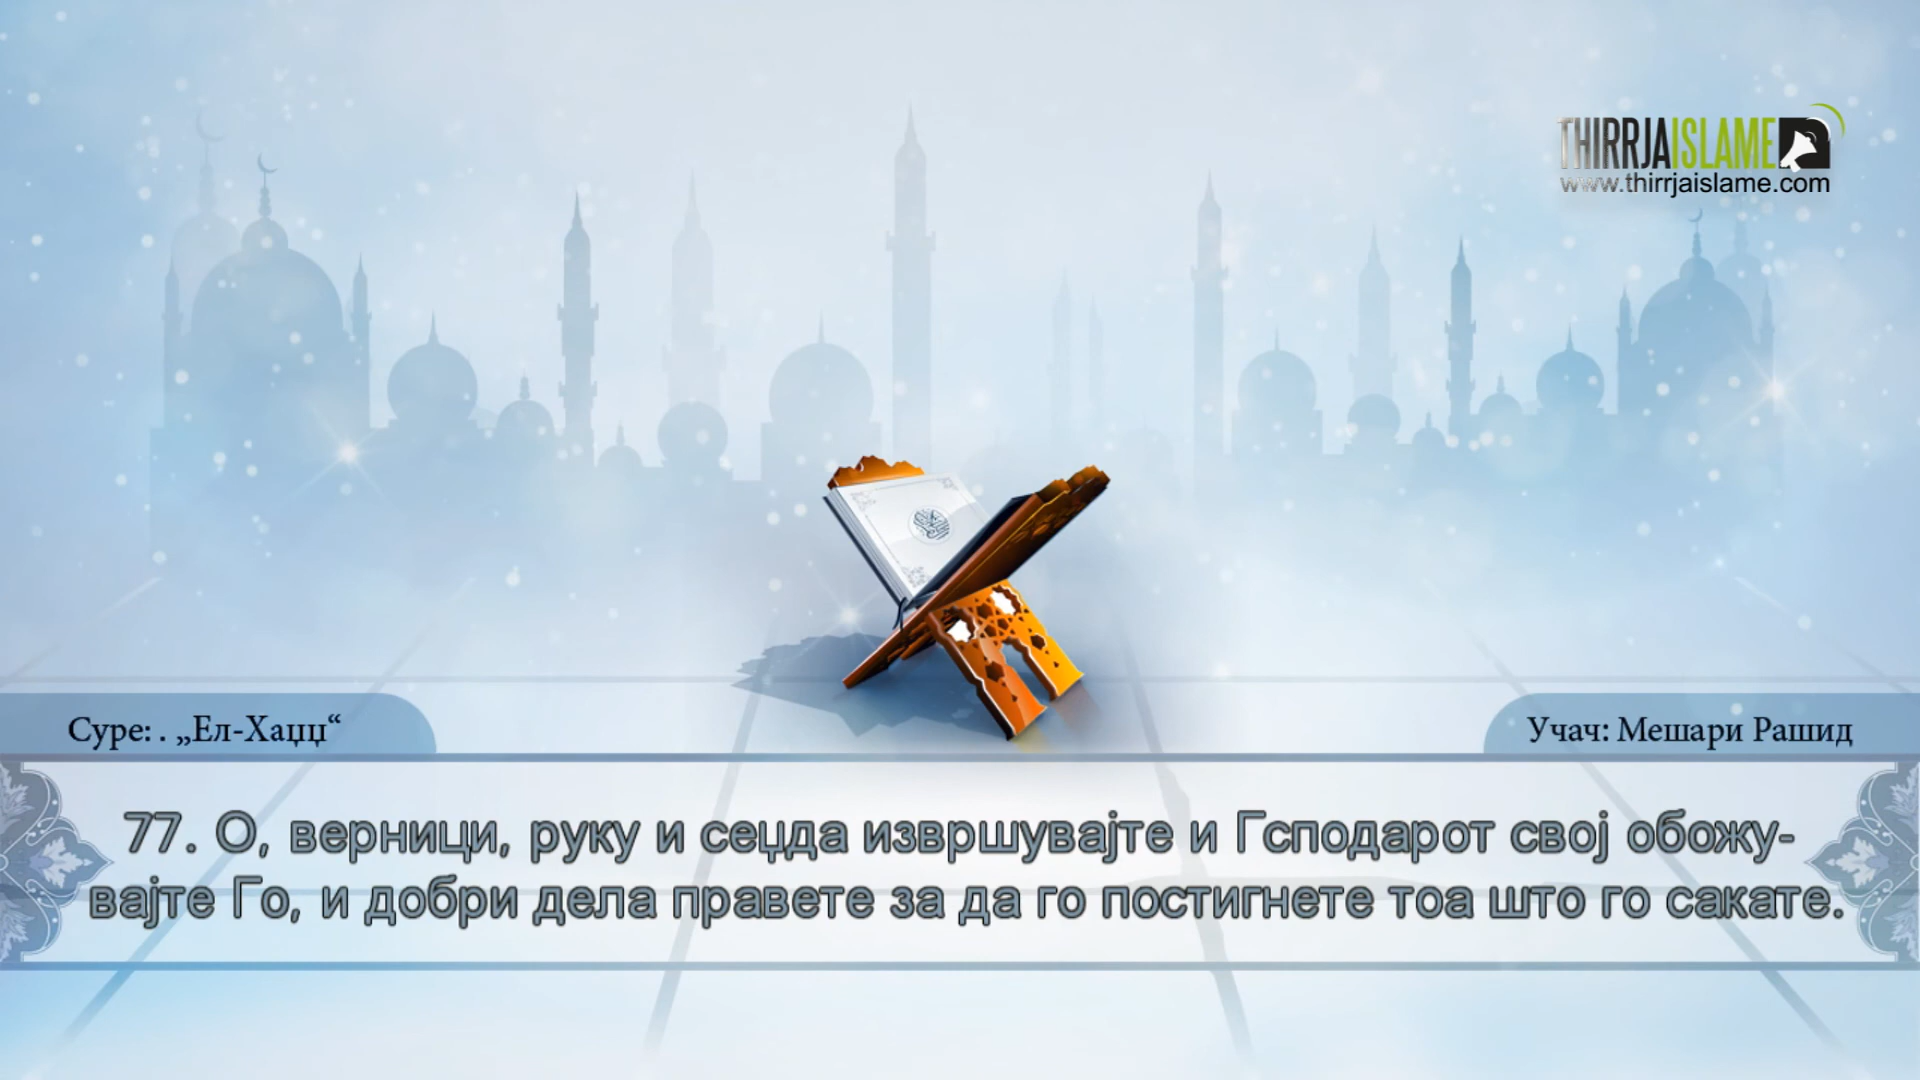 THIRRJAISLAME
www.thirrjaislame.com
Суре: . „Ел-Хаџџ“
Учач: Мешари Рашид
77. О, верници, руку и сеџда извршувајте и Гсподарот свој обожу-
вајте Го, и добри дела правете за да го постигнете тоа што го сакате.